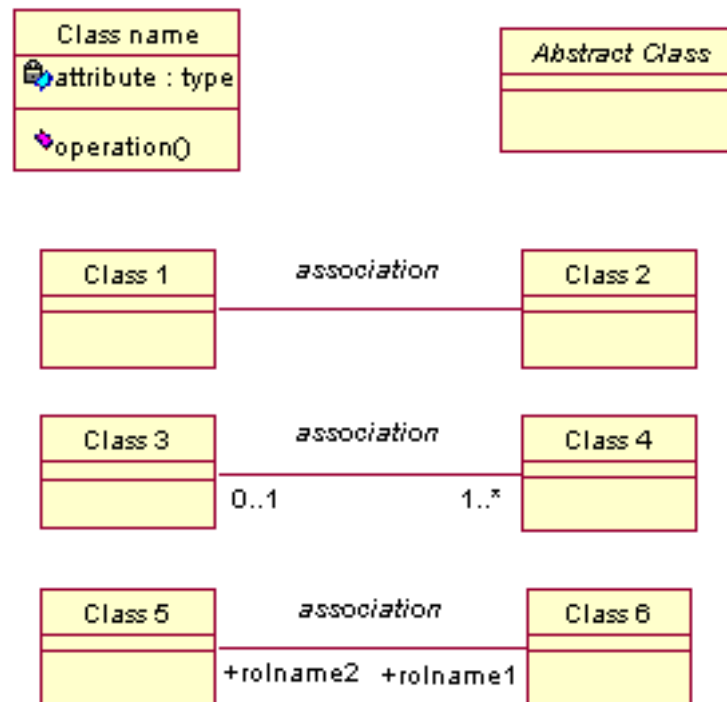 Class name
attribute : type
operation()
Abstract Class
Class 1
association
Class 2
Class 3
association
Class 4
0..1
1..*
Class 5
association
Class 6
+rolname2
+rolname1